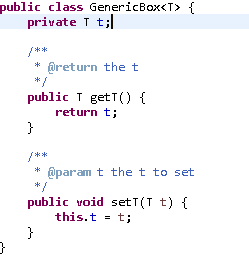 public class GenericBox<T> {
    private T t;

    /**
     * @return the t
     */
    public T getT() {
        return t;
    }

    /**
     * @param t the t to set
     */
    public void setT(T t) {
        this.t = t;
    }
}